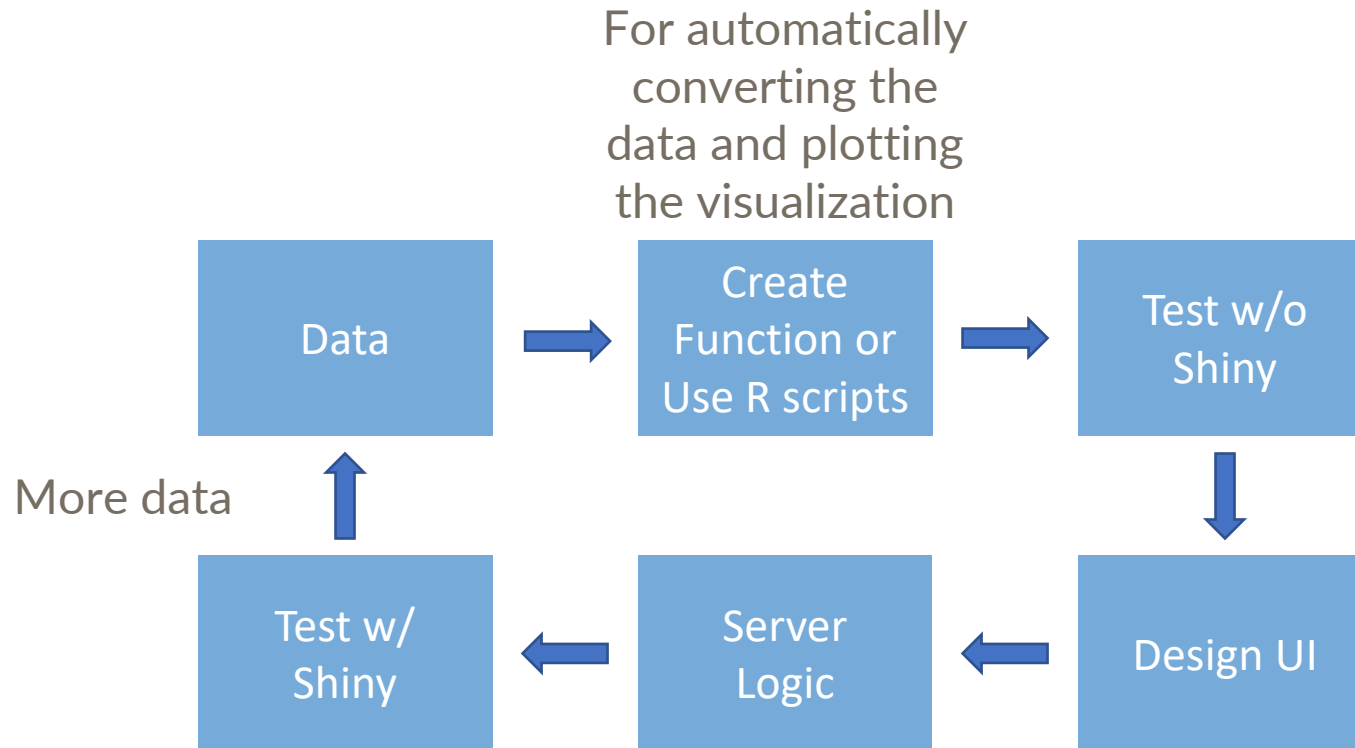 For automatically
converting the
data and plotting
the visualization
Data
Create
Function or
Use R scripts
Test w/o
Shiny
More data
Test w/
Shiny
Server
Logic
Design UI